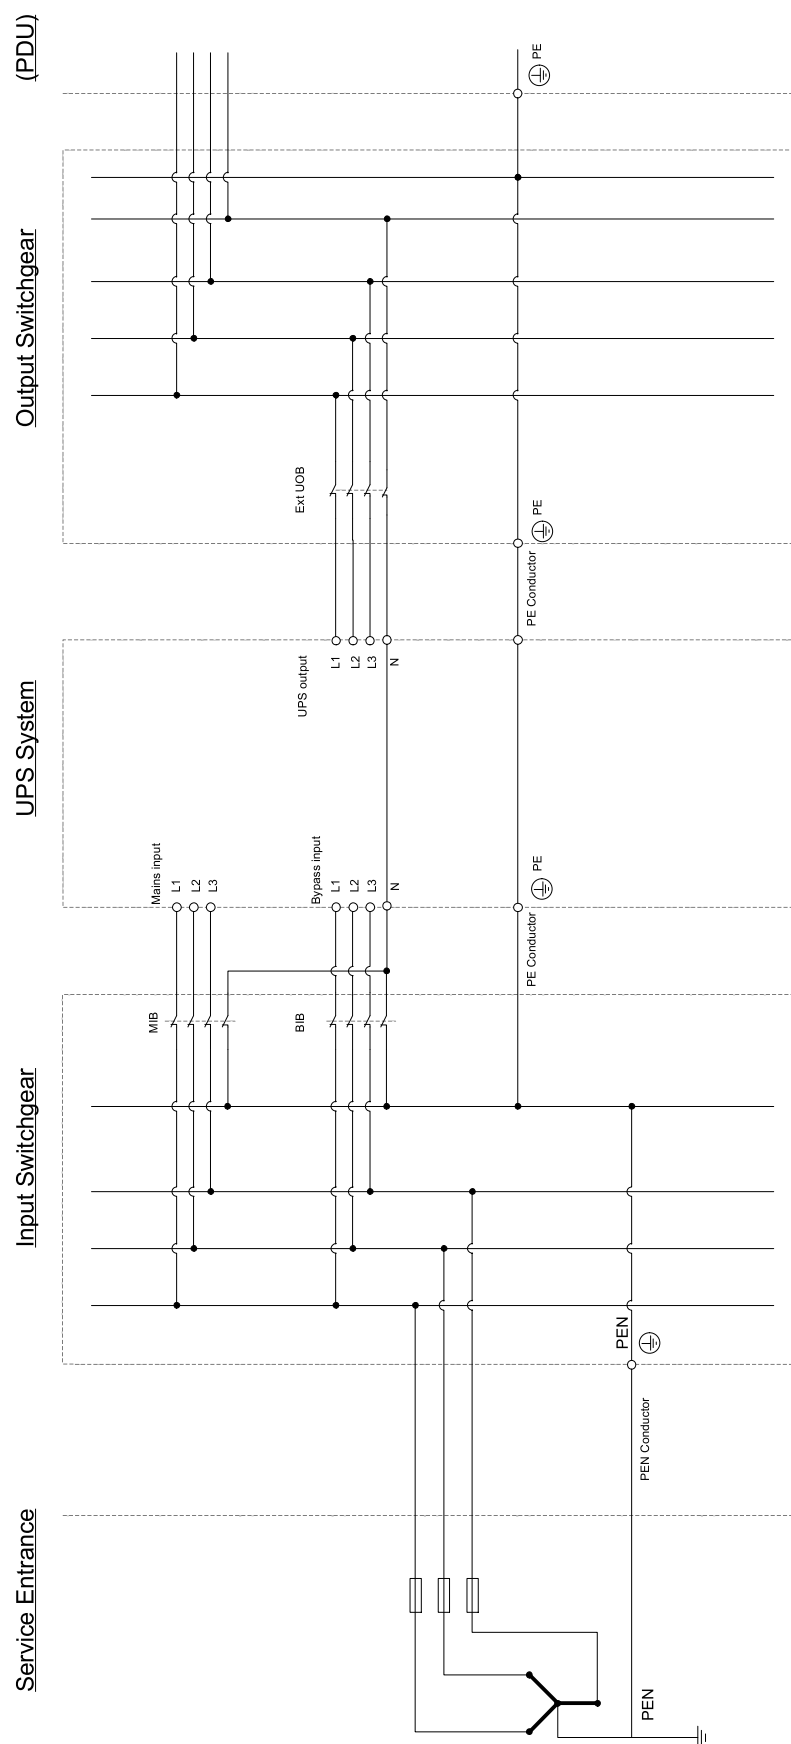 (PDU)
PE
Output Switchgear
Ext UOB
PE
PE Conductor
UPS System
UPS output
L1
L2
L3
N
Mains input
L1
L2
L3
Bypass input
L1
L2
L3
N
PE
PE Conductor
Input Switchgear
MIB
BIB
PEN
PEN Conductor
Service Entrance
PEN